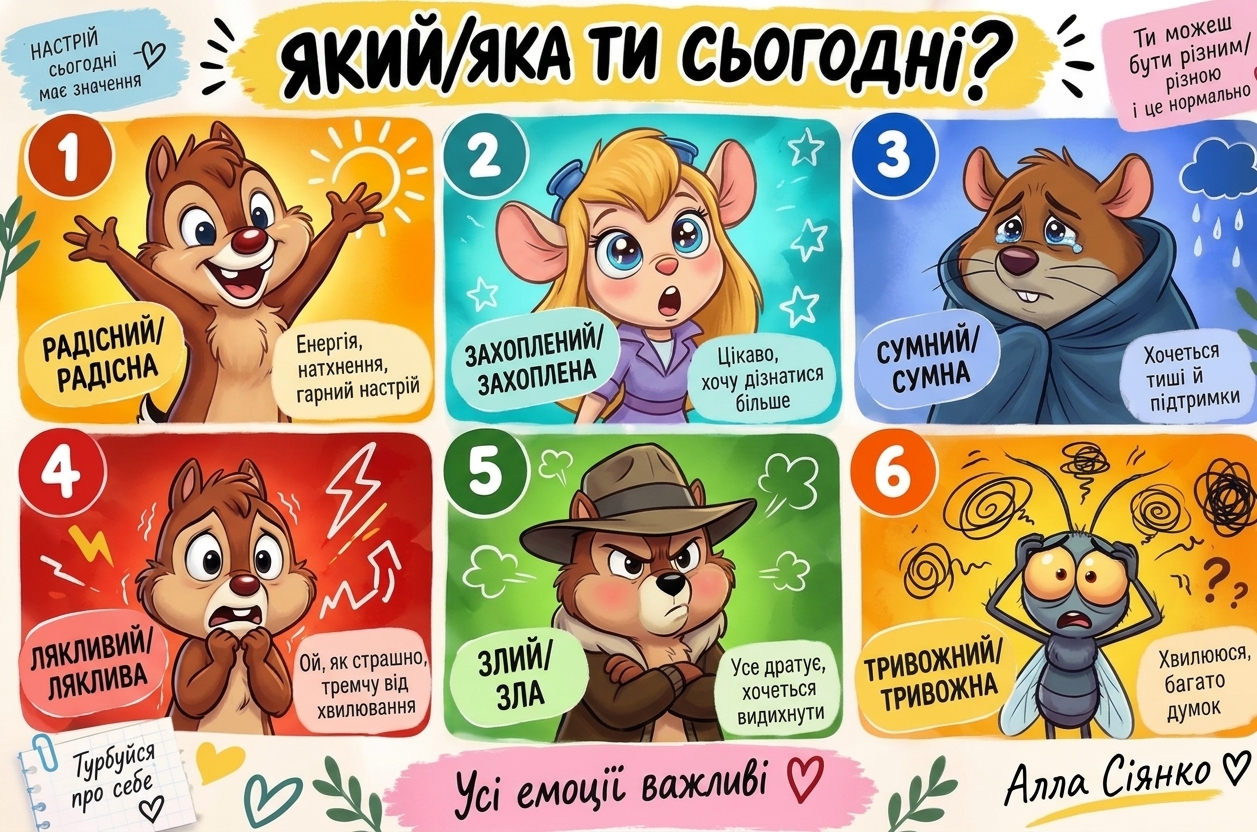 НАСТРІЙ
сьогодні
має значення
ЯКИЙ/ЯКА ТИ СЬОГОДНІ?
Ти можеш
бути різним/
різною
і це нормально
1
РАДІСНИЙ/
РАДІСНА
Енергія,
натхнення,
гарний настрій
2
ЗАХОПЛЕНИЙ/
ЗАХОПЛЕНА
Цікаво,
хочу дізнатися
більше
3
СУМНИЙ/
СУМНА
Хочеться
тиші й
підтримки
4
ЛЯКЛИВИЙ/
ЛЯКЛИВА
Ой, як страшно,
тремчу від
хвилювання
5
ЗЛИЙ/
ЗЛА
Усе дратує,
хочеться
видихнути
6
ТРИВОЖНИЙ/
ТРИВОЖНА
? ?
Хвилююся,
багато
думок
Турбуйся
про себе
Усі емоції важливі
Алла Сіянко